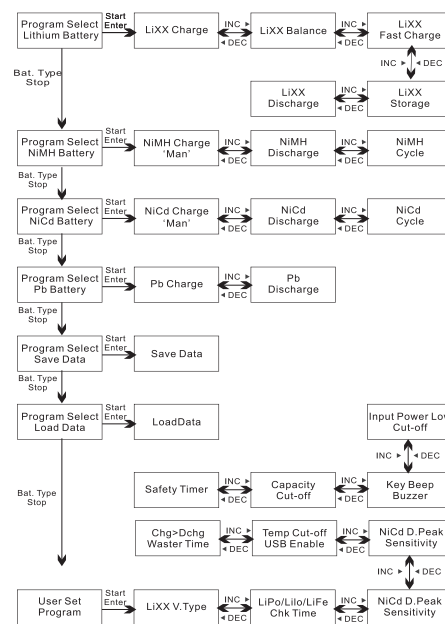 Program Select
Lithium Battery
Start
Enter
LiXX Charge
INC ►
◄ DEC
LiXX Balance
INC ►
◄ DEC
LiXX
Fast Charge
INC ► ◄ DEC
Bat. Type
Stop
LiXX
Discharge
INC ►
◄ DEC
LiXX
Storage
Program Select
NiMH Battery
Start
Enter
NiMH Charge
‘Man’
INC ►
◄ DEC
NiMH
Discharge
INC ►
◄ DEC
NiMH
Cycle
Bat. Type
Stop
Program Select
NiCd Battery
Start
Enter
NiCd Charge
‘Man’
INC ►
◄ DEC
NiCd
Discharge
INC ►
◄ DEC
NiCd
Cycle
Bat. Type
Stop
Program Select
Pb Battery
Start
Enter
Pb Charge
INC ►
◄ DEC
Pb
Discharge
Bat. Type
Stop
Program Select
Save Data
Start
Enter
Save Data
Bat. Type
Stop
Program Select
Load Data
Start
Enter
LoadData
Input Power Low
Cut-off
INC ► ◄ DEC
Bat. Type
Stop
Safety Timer
INC ►
◄ DEC
Capacity
Cut-off
INC ►
◄ DEC
Key Beep
Buzzer
Chg>Dchg
Waster Time
INC ►
◄ DEC
Temp Cut-off
USB Enable
INC ►
◄ DEC
NiCd D.Peak
Sensitivity
INC ► ◄ DEC
User Set
Program
Start
Enter
LiXX V.Type
INC ►
◄ DEC
LiPo/LiIo/LiFe
Chk Time
INC ►
◄ DEC
NiCd D.Peak
Sensitivity